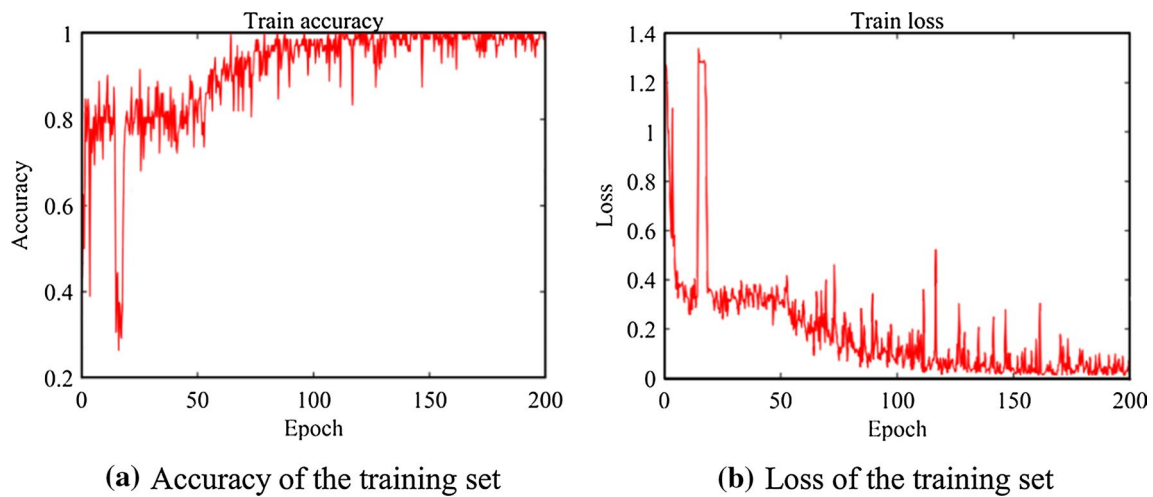 Train accuracy
1
0.8
0.6
0.4
0.2
Accuracy
0
50
100
150
200
Epoch
(a) Accuracy of the training set
Train loss
1.4
1.2
1
0.8
0.6
0.4
0.2
0
Loss
0
50
100
150
200
Epoch
(b) Loss of the training set